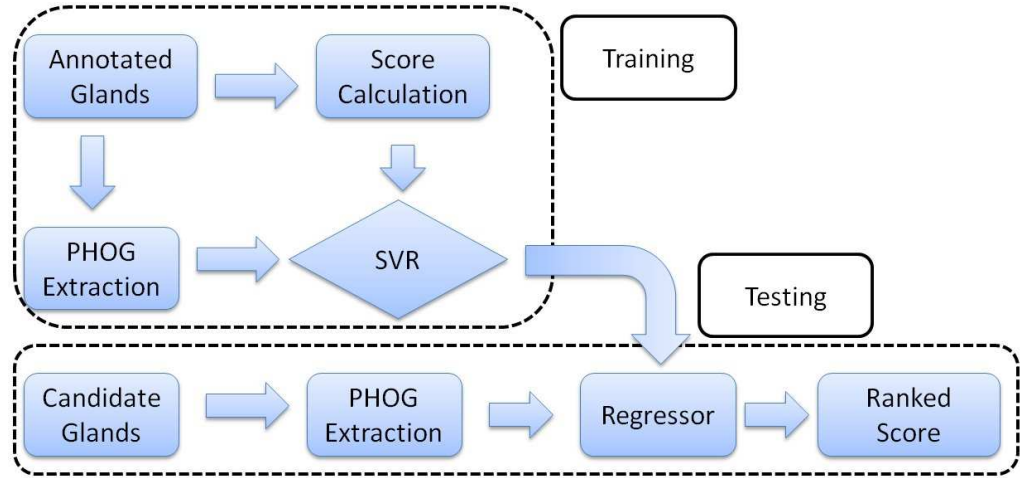 Annotated
Glands
Score
Calculation
Training
PHOG
Extraction
SVR
Testing
Candidate
Glands
PHOG
Extraction
Regressor
Ranked
Score